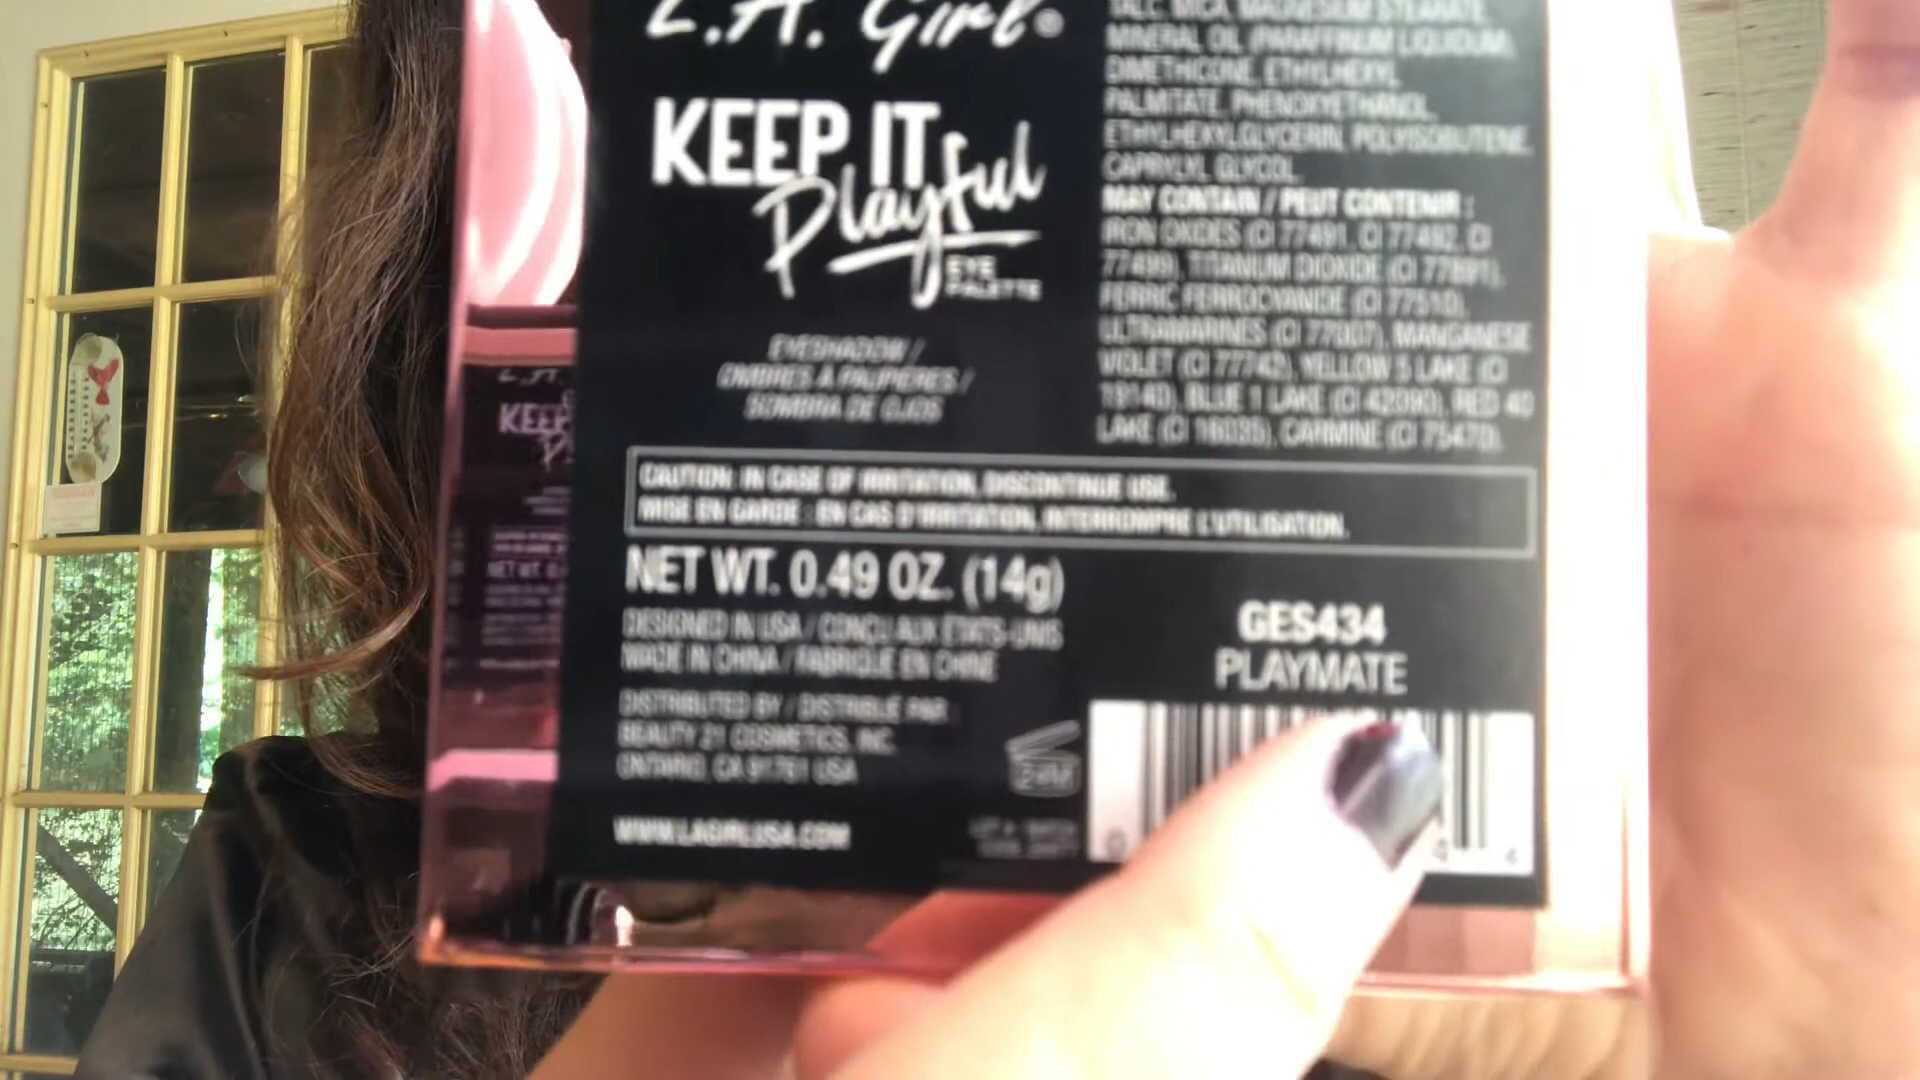 L.A. Girl®
KEEP IT
Playful
EYE
PALETTE
EYESHADOW /
OMBRES À PAUPIÈRES /
SOMBRA DE OJOS
TALC, MICA, MAGNESIUM STEARATE,
MINERAL OIL (PARAFFINUM LIQUIDUM),
DIMETHICONE, ETHYLHEXYL
PALMITATE, PHENOXYETHANOL,
ETHYLHEXYLGLYCERIN, POLYISOBUTENE,
CAPRYLYL GLYCOL.
MAY CONTAIN / PEUT CONTENIR :
IRON OXIDES (CI 77491, CI 77492, CI
77499), TITANIUM DIOXIDE (CI 77891),
FERRIC FERROCYANIDE (CI 77510),
ULTRAMARINES (CI 77007), MANGANESE
VIOLET (CI 77742), YELLOW 5 LAKE (CI
19140), BLUE 1 LAKE (CI 42090), RED 40
LAKE (CI 16035), CARMINE (CI 75470).
CAUTION: IN CASE OF IRRITATION, DISCONTINUE USE.
MISE EN GARDE : EN CAS D'IRRITATION, INTERROMPRE L'UTILISATION.
NET WT. 0.49 OZ. (14g)
DESIGNED IN USA / CONÇU AUX ÉTATS-UNIS
MADE IN CHINA / FABRIQUÉ EN CHINE
DISTRIBUTED BY / DISTRIBUÉ PAR :
BEAUTY 21 COSMETICS, INC.
ONTARIO, CA 91761 USA
WWW.LAGIRLUSA.COM
24M
GES434
PLAYMATE
KEEP